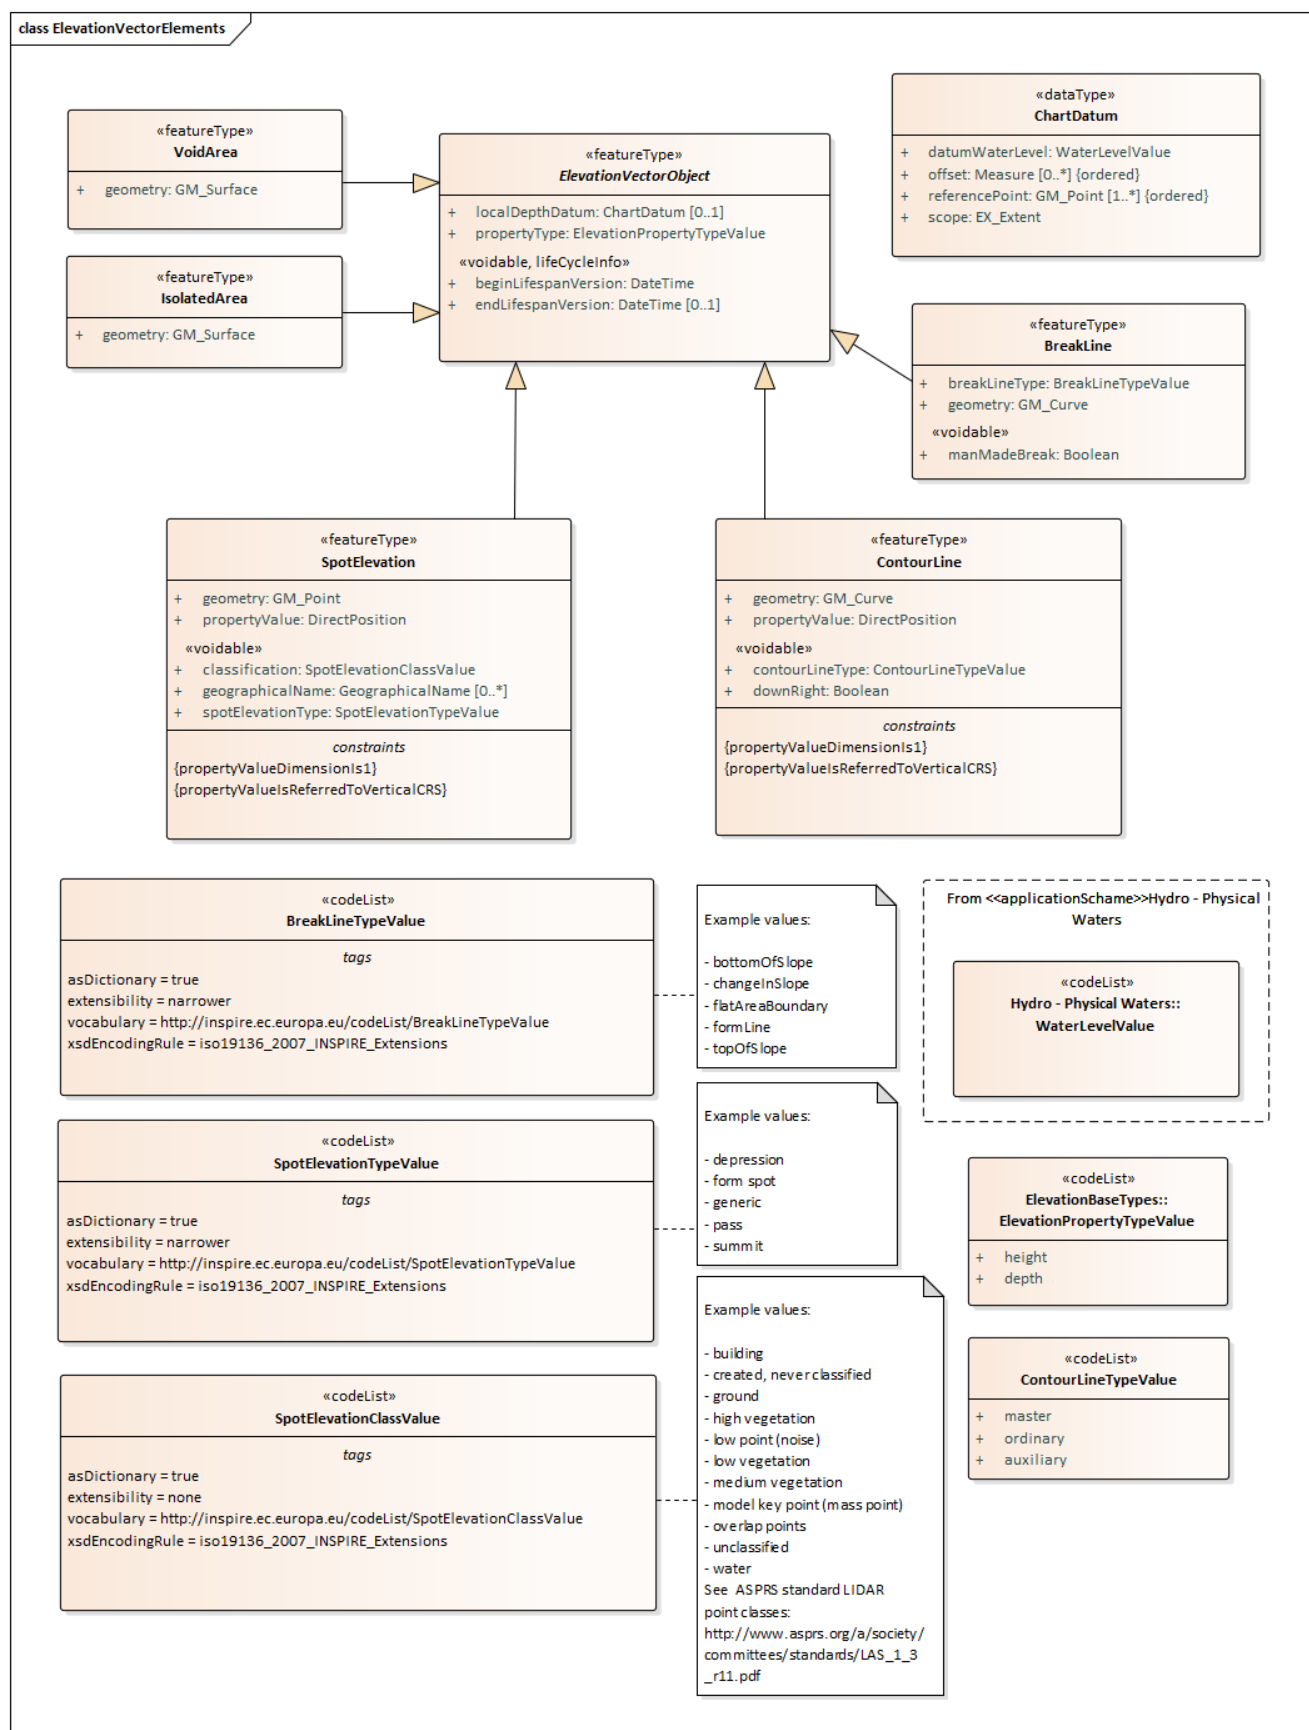 class ElevationVectorElements
«featureType»
VoidArea
+ geometry: GM_Surface
«featureType»
IsolatedArea
+ geometry: GM_Surface
«featureType»
ElevationVectorObject
+ localDepthDatum: ChartDatum [0..1]
+ propertyType: ElevationPropertyTypeValue
«voidable, lifeCycleInfo»
+ beginLifespanVersion: DateTime
+ endLifespanVersion: DateTime [0..1]
«dataType»
ChartDatum
+ datumWaterLevel: WaterLevelValue
+ offset: Measure [0..*] {ordered}
+ referencePoint: GM_Point [1..*] {ordered}
+ scope: EX_Extent
«featureType»
BreakLine
+ breakLineType: BreakLineTypeValue
+ geometry: GM_Curve
«voidable»
+ manMadeBreak: Boolean
«featureType»
SpotElevation
+ geometry: GM_Point
+ propertyValue: DirectPosition
«voidable»
+ classification: SpotElevationClassValue
+ geographicalName: GeographicalName [0..*]
+ spotElevationType: SpotElevationTypeValue
constraints
{propertyValueDimensionIs1}
{propertyValueIsReferredToVerticalCRS}
«featureType»
ContourLine
+ geometry: GM_Curve
+ propertyValue: DirectPosition
«voidable»
+ contourLineType: ContourLineTypeValue
+ downRight: Boolean
constraints
{propertyValueDimensionIs1}
{propertyValueIsReferredToVerticalCRS}
«codeList»
BreakLineTypeValue
tags
asDictionary = true
extensibility = narrower
vocabulary = http://inspire.ec.europa.eu/codeList/BreakLineTypeValue
xsdEncodingRule = iso19136_2007_INSPIRE_Extensions
Example values:
- bottomOfSlope
- changeInSlope
- flatAreaBoundary
- formLine
- topOfSlope
From <<applicationSchame>>Hydro - Physical
Waters
«codeList»
Hydro - Physical Waters::
WaterLevelValue
«codeList»
SpotElevationTypeValue
tags
asDictionary = true
extensibility = narrower
vocabulary = http://inspire.ec.europa.eu/codeList/SpotElevationTypeValue
xsdEncodingRule = iso19136_2007_INSPIRE_Extensions
Example values:
- depression
- form spot
- generic
- pass
- summit
«codeList»
ElevationBaseTypes::
ElevationPropertyTypeValue
+ height
+ depth
«codeList»
SpotElevationClassValue
tags
asDictionary = true
extensibility = none
vocabulary = http://inspire.ec.europa.eu/codeList/SpotElevationClassValue
xsdEncodingRule = iso19136_2007_INSPIRE_Extensions
Example values:
- building
- created, never classified
- ground
- high vegetation
- low point (noise)
- low vegetation
- medium vegetation
- model key point (mass point)
- overlap points
- unclassified
- water
See ASPRS standard LIDAR
point classes:
http://www.asprs.org/a/society/
committees/standards/LAS_1_3
_r11.pdf
«codeList»
ContourLineTypeValue
+ master
+ ordinary
+ auxiliary